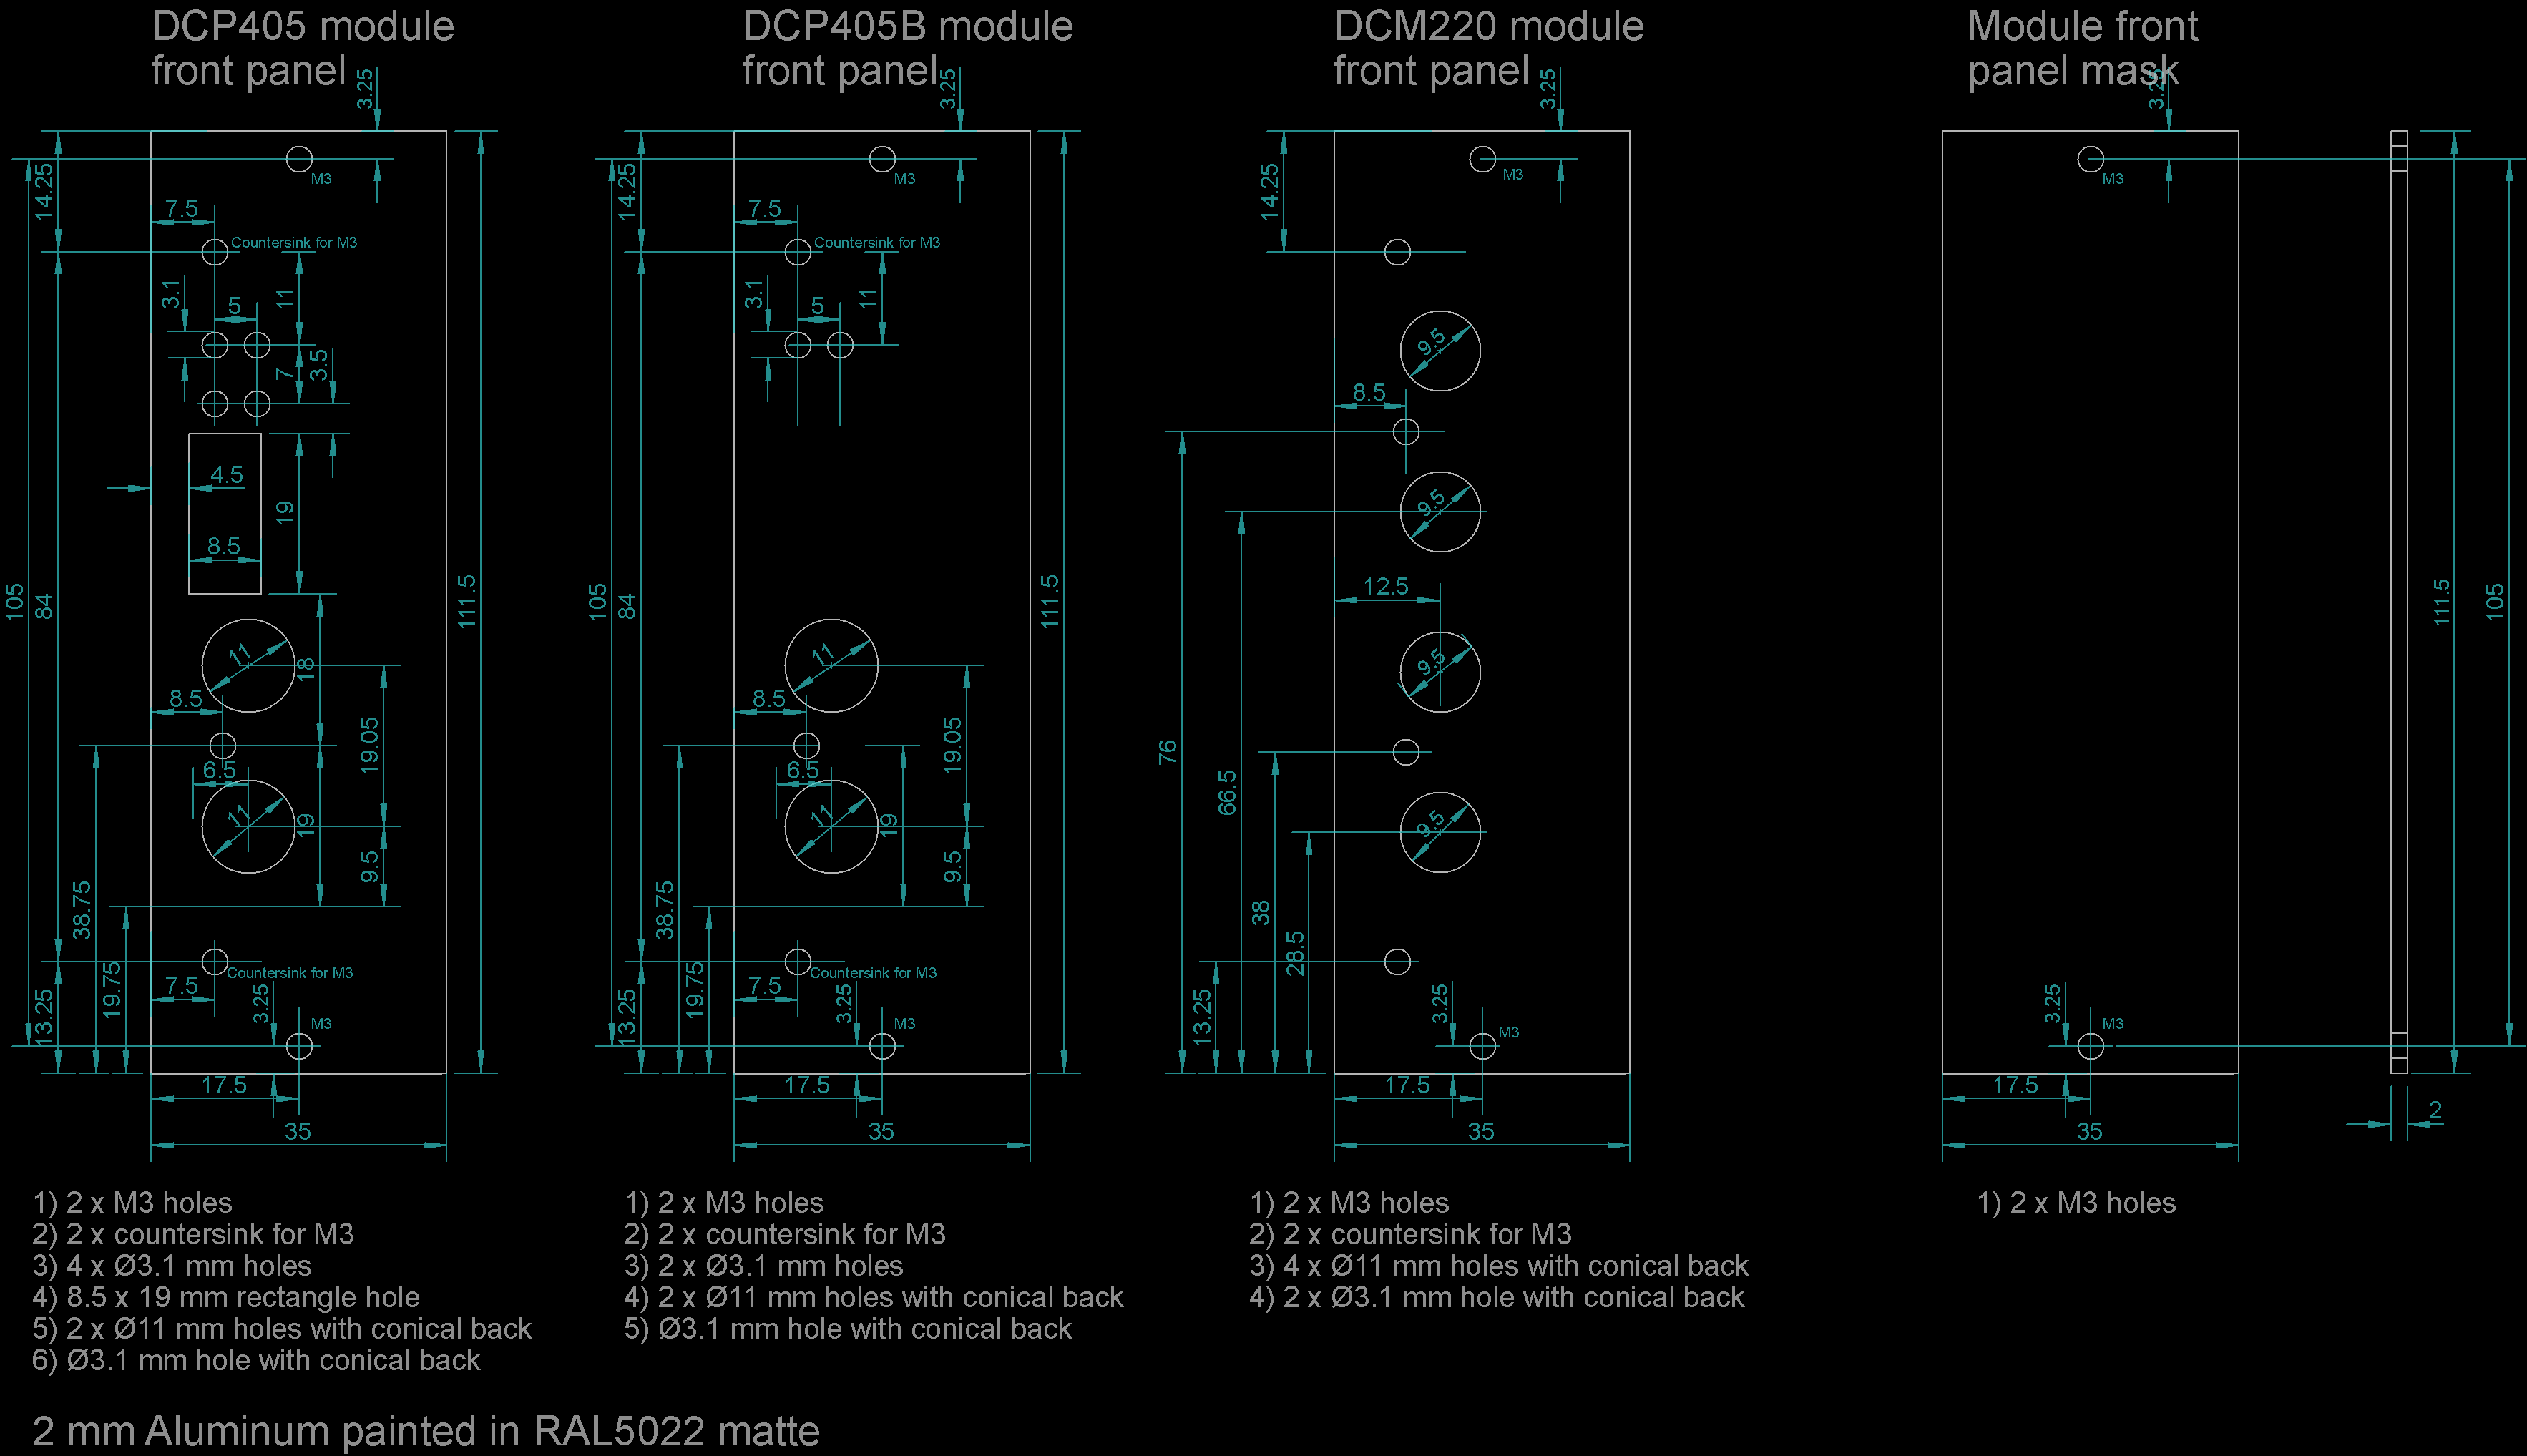 DCP405 module
front panel
3.25
14.25
M3
7.5
Countersink for M3
3.1
5
11
7
3.5
4.5
19
8.5
105
84
111.5
11
18
8.5
19.05
6.5
11
19
9.5
38.75
19.75
Countersink for M3
7.5
13.25
3.25
M3
17.5
35
1) 2 x M3 holes
2) 2 x countersink for M3
3) 4 x Ø3.1 mm holes
4) 8.5 x 19 mm rectangle hole
5) 2 x Ø11 mm holes with conical back
6) Ø3.1 mm hole with conical back
DCP405B module
front panel
3.25
14.25
M3
7.5
Countersink for M3
3.1
5
11
105
84
111.5
11
8.5
19.05
6.5
11
19
9.5
38.75
19.75
Countersink for M3
7.5
13.25
3.25
M3
17.5
35
1) 2 x M3 holes
2) 2 x countersink for M3
3) 2 x Ø3.1 mm holes
4) 2 x Ø11 mm holes with conical back
5) Ø3.1 mm hole with conical back
DCM220 module
front panel
3.25
14.25
M3
9.5
8.5
9.5
12.5
9.5
76
66.5
9.5
38
28.5
13.25
3.25
M3
17.5
35
1) 2 x M3 holes
2) 2 x countersink for M3
3) 4 x Ø11 mm holes with conical back
4) 2 x Ø3.1 mm hole with conical back
Module front
panel mask
3.25
M3
111.5
105
3.25
M3
17.5
35
2
1) 2 x M3 holes
2 mm Aluminum painted in RAL5022 matte